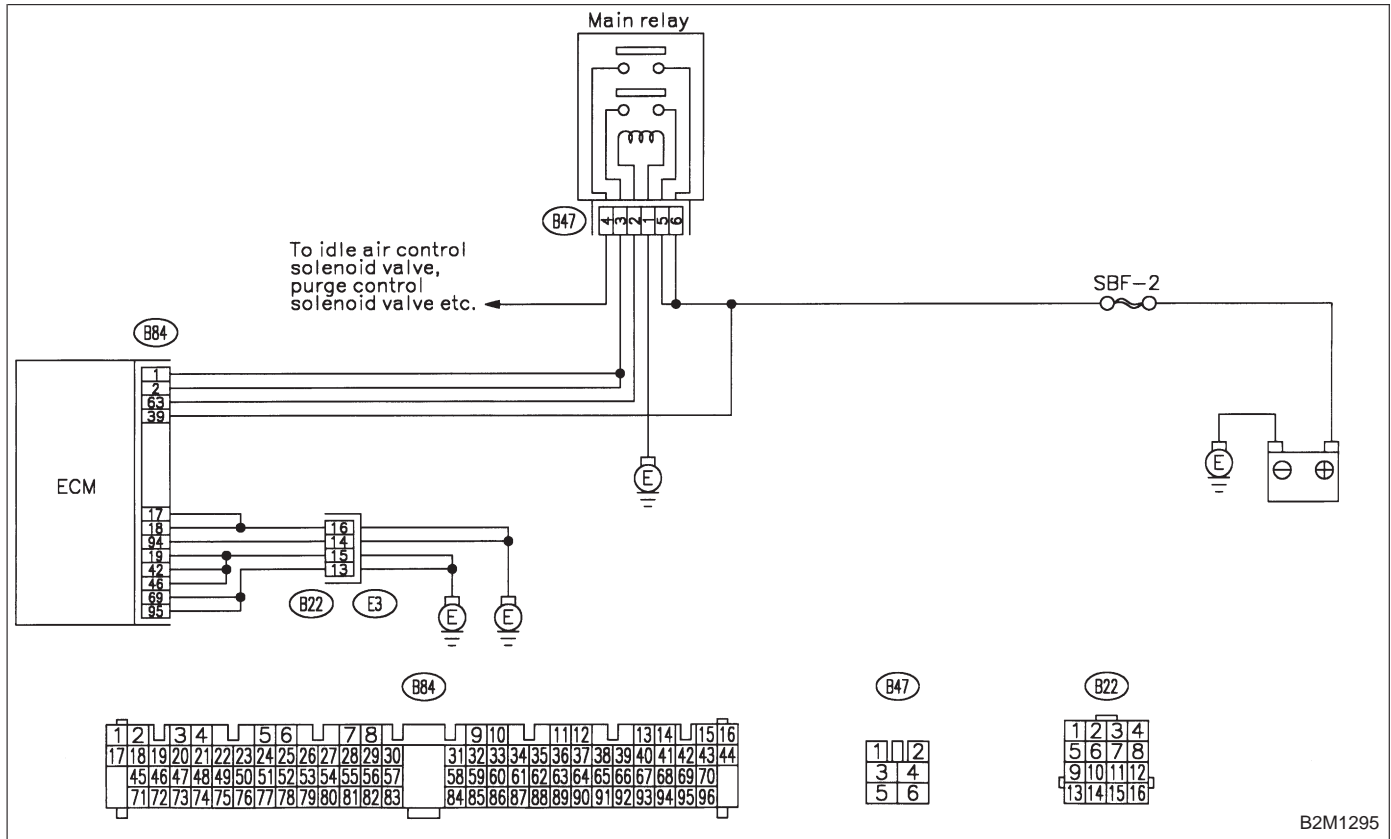 Main relay
B47
4 3 2 1 5 6
To idle air control
solenoid valve,
purge control
solenoid valve etc.
SBF-2
B84
1
2
63
39
ECM
17
18
94
19
42
46
69
95
16
14
15
13
B22 E3
E
E
E E
⊖ ⊕
B84
B47
B22
1 2 3 4 5 6 7 8 9 10 11 12 13 14 15 16
17 18 19 20 21 22 23 24 25 26 27 28 29 30 31 32 33 34 35 36 37 38 39 40 41 42 43 44
45 46 47 48 49 50 51 52 53 54 55 56 57 58 59 60 61 62 63 64 65 66 67 68 69 70
71 72 73 74 75 76 77 78 79 80 81 82 83 84 85 86 87 88 89 90 91 92 93 94 95 96
1 2
3 4
5 6
1 2 3 4
5 6 7 8
9 10 11 12
13 14 15 16
B2M1295